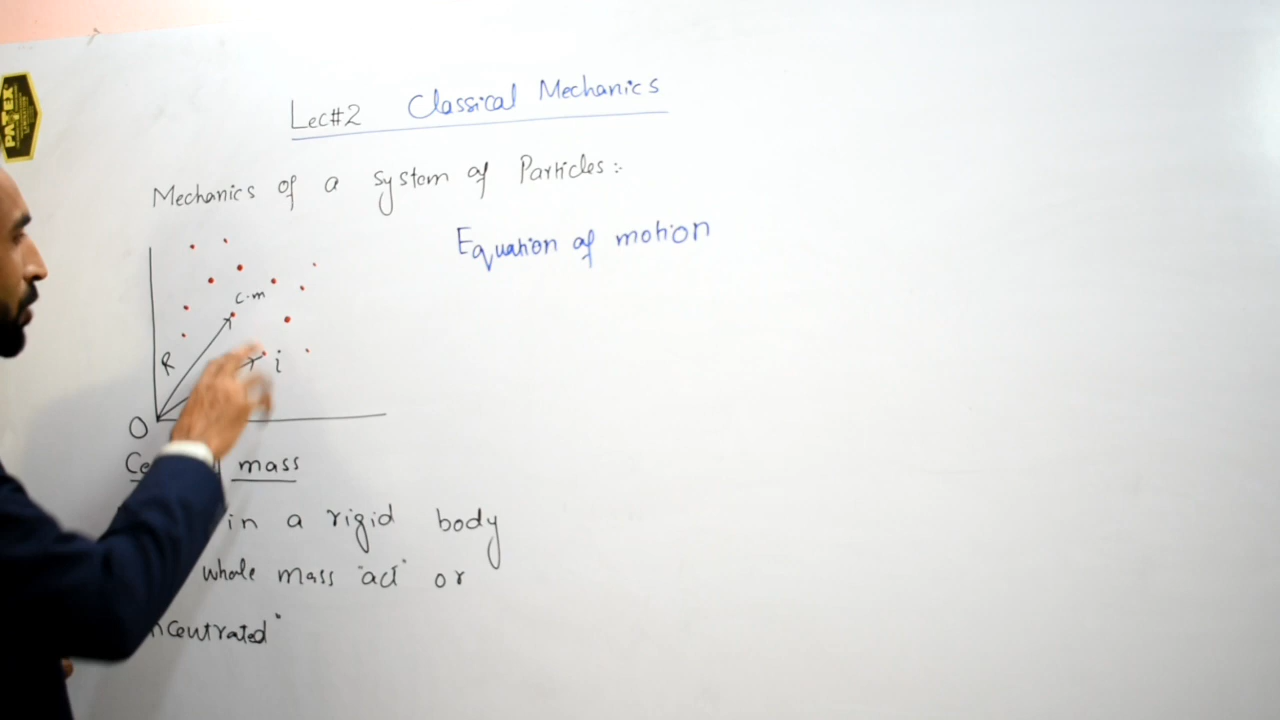 PATEX
Lec#2 Classical Mechanics
Mechanics of a system of Particles :-
Equation of motion
c.m
R
i
O
mass
in a rigid body
whole mass "act" or
ncentrated"